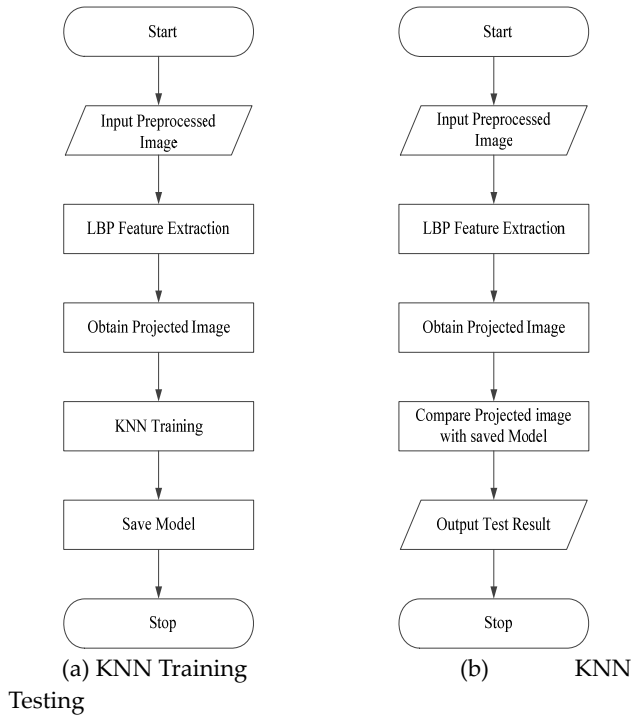 Start
Input Preprocessed
Image
LBP Feature Extraction
Obtain Projected Image
KNN Training
Save Model
Stop
(a) KNN Training
Start
Input Preprocessed
Image
LBP Feature Extraction
Obtain Projected Image
Compare Projected image
with saved Model
Output Test Result
Stop
(b) KNN
Testing